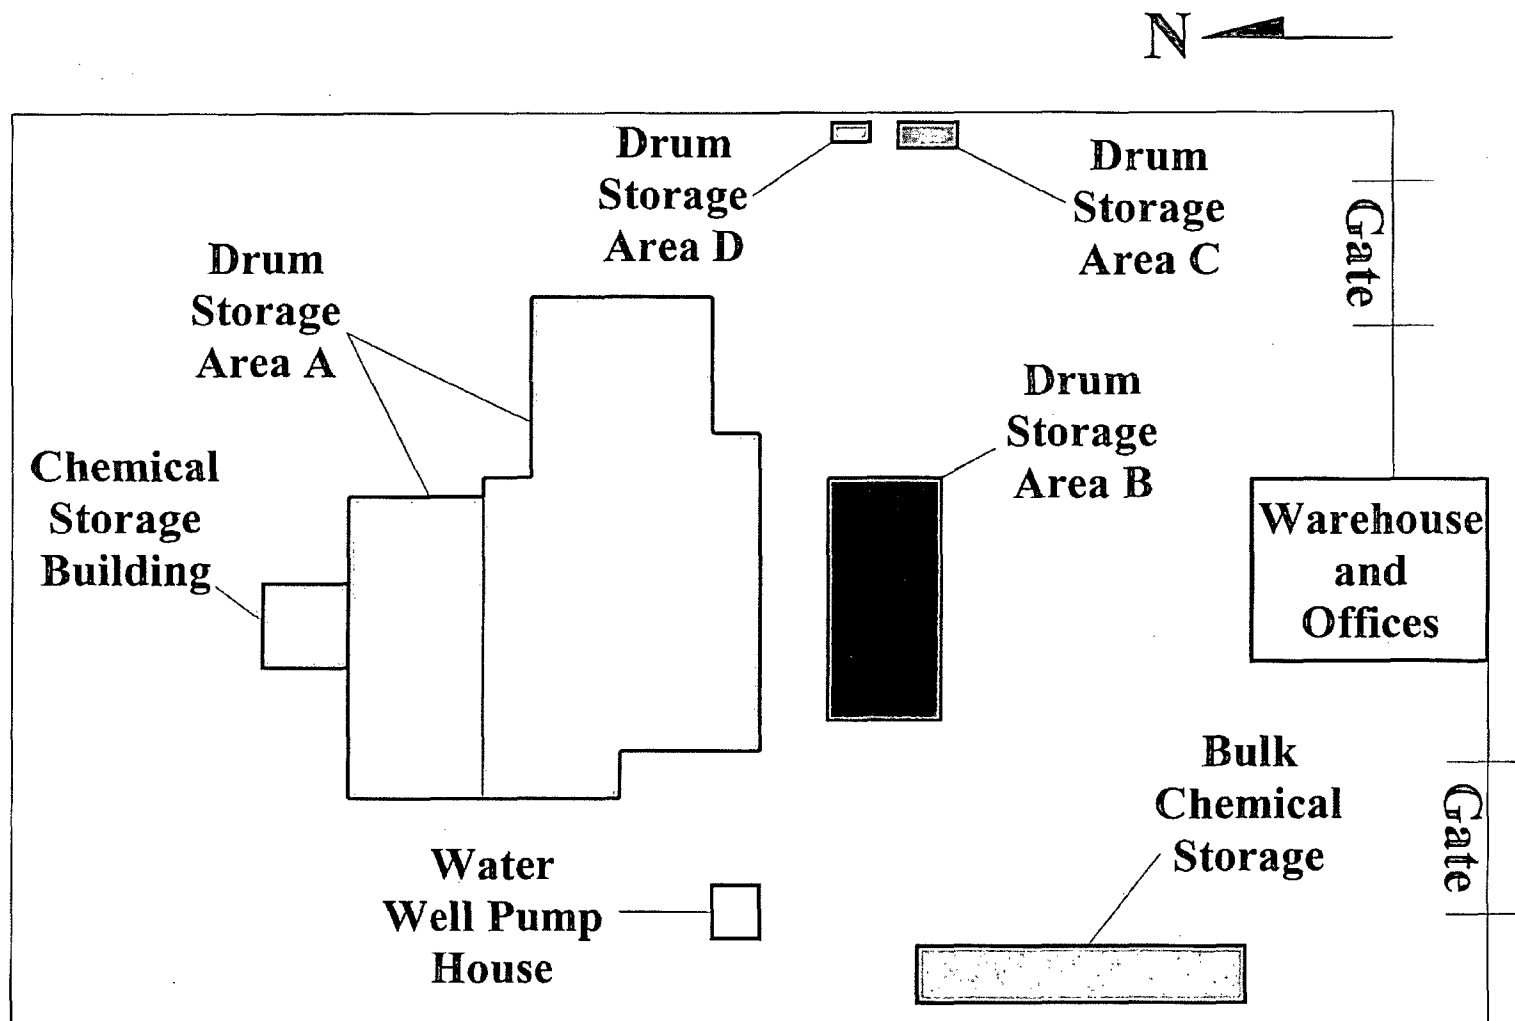 N
Drum
Storage
Area D
Drum
Storage
Area C
Gate
Drum
Storage
Area A
Drum
Storage
Area B
Chemical
Storage
Building
Warehouse
and
Offices
Bulk
Chemical
Storage
Gate
Water
Well Pump
House